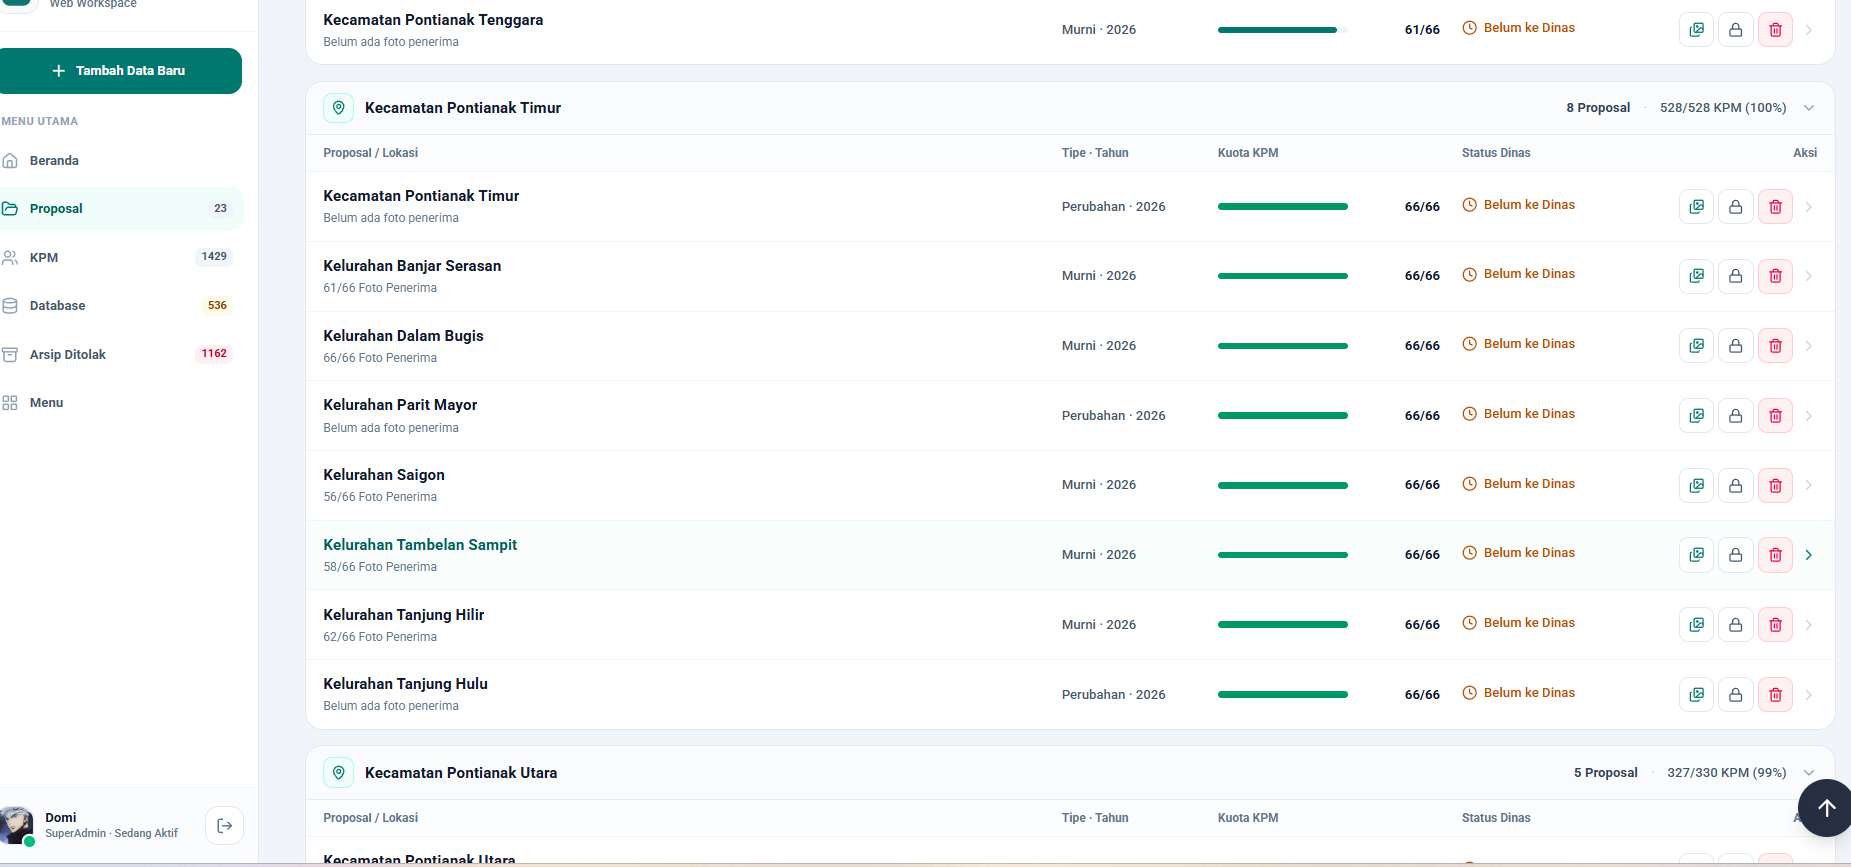 Web Workspace
Tambah Data Baru
MENU UTAMA
Beranda
Proposal 23
KPM 1429
Database 536
Arsip Ditolak 1162
Menu
Domi
SuperAdmin · Sedang Aktif
Kecamatan Pontianak Tenggara
Belum ada foto penerima
Murni · 2026 61/66 Belum ke Dinas
Kecamatan Pontianak Timur 8 Proposal · 528/528 KPM (100%)
Proposal / Lokasi Tipe · Tahun Kuota KPM Status Dinas Aksi
Kecamatan Pontianak Timur
Belum ada foto penerima
Perubahan · 2026 66/66 Belum ke Dinas
Kelurahan Banjar Serasan
61/66 Foto Penerima
Murni · 2026 66/66 Belum ke Dinas
Kelurahan Dalam Bugis
66/66 Foto Penerima
Murni · 2026 66/66 Belum ke Dinas
Kelurahan Parit Mayor
Belum ada foto penerima
Perubahan · 2026 66/66 Belum ke Dinas
Kelurahan Saigon
56/66 Foto Penerima
Murni · 2026 66/66 Belum ke Dinas
Kelurahan Tambelan Sampit
58/66 Foto Penerima
Murni · 2026 66/66 Belum ke Dinas
Kelurahan Tanjung Hilir
62/66 Foto Penerima
Murni · 2026 66/66 Belum ke Dinas
Kelurahan Tanjung Hulu
Belum ada foto penerima
Perubahan · 2026 66/66 Belum ke Dinas
Kecamatan Pontianak Utara 5 Proposal · 327/330 KPM (99%)
Proposal / Lokasi Tipe · Tahun Kuota KPM Status Dinas
Kecamatan Pontianak Utara